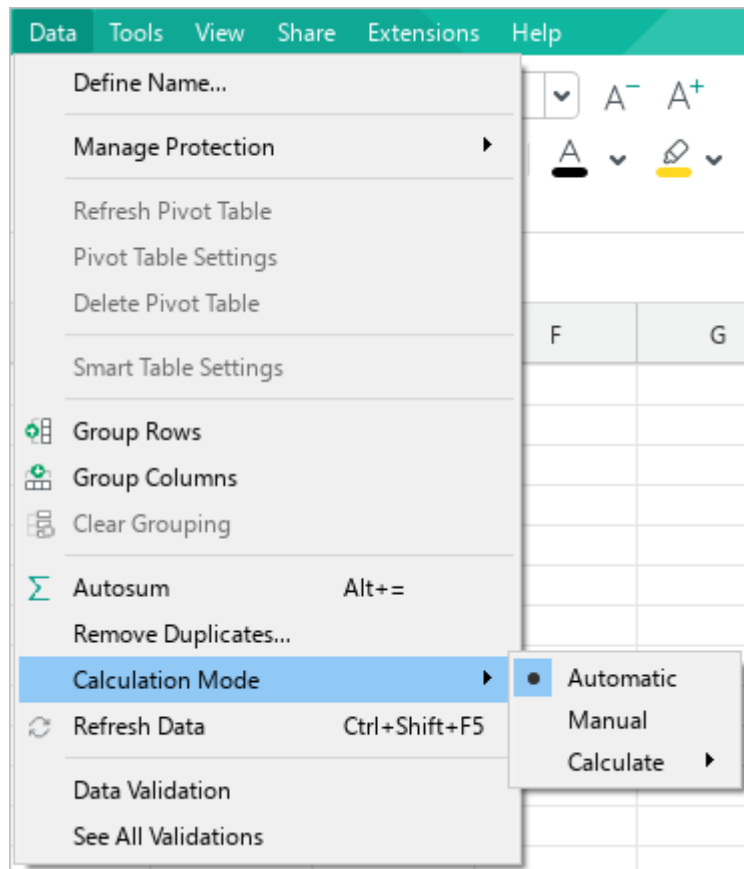 Data Tools View Share Extensions Help
Define Name...
A− A+
Manage Protection
A
Refresh Pivot Table
Pivot Table Settings
Delete Pivot Table
F G
Smart Table Settings
Group Rows
Group Columns
Clear Grouping
Σ Autosum Alt+=
Remove Duplicates...
Calculation Mode Automatic
Manual
Refresh Data Ctrl+Shift+F5
Calculate
Data Validation
See All Validations